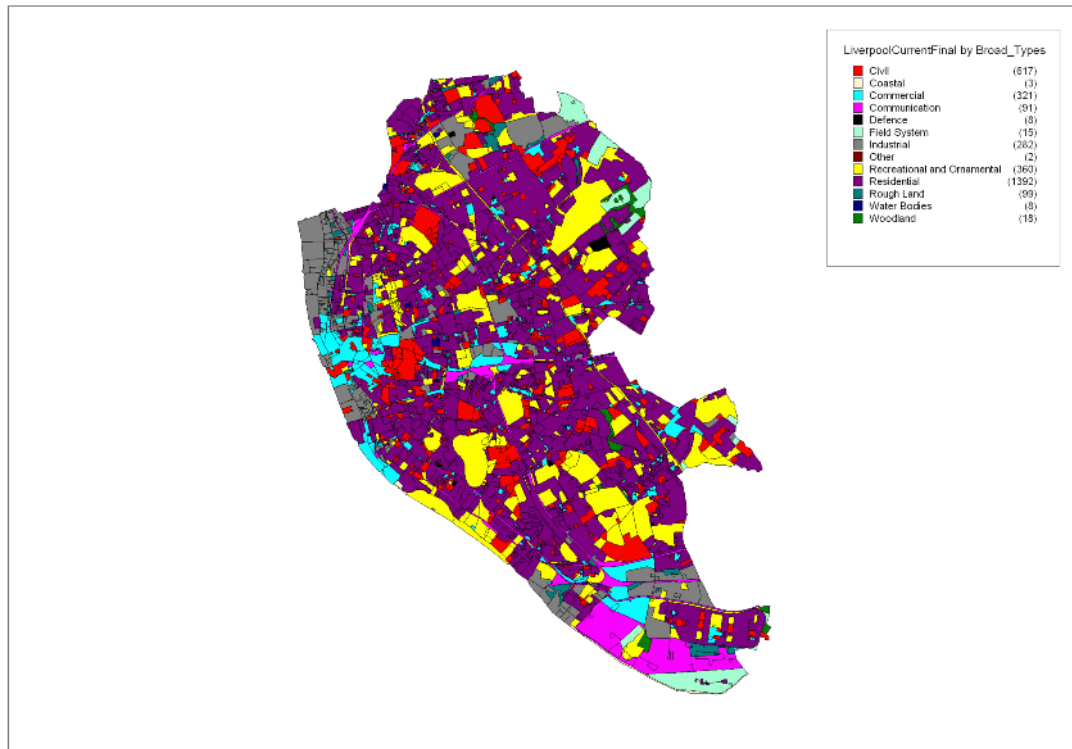 LiverpoolCurrentFinal by Broad_Types
Civil (617)
Coastal (3)
Commercial (321)
Communication (91)
Defence (8)
Field System (15)
Industrial (282)
Other (2)
Recreational and Ornamental (360)
Residential (1392)
Rough Land (99)
Water Bodies (8)
Woodland (18)